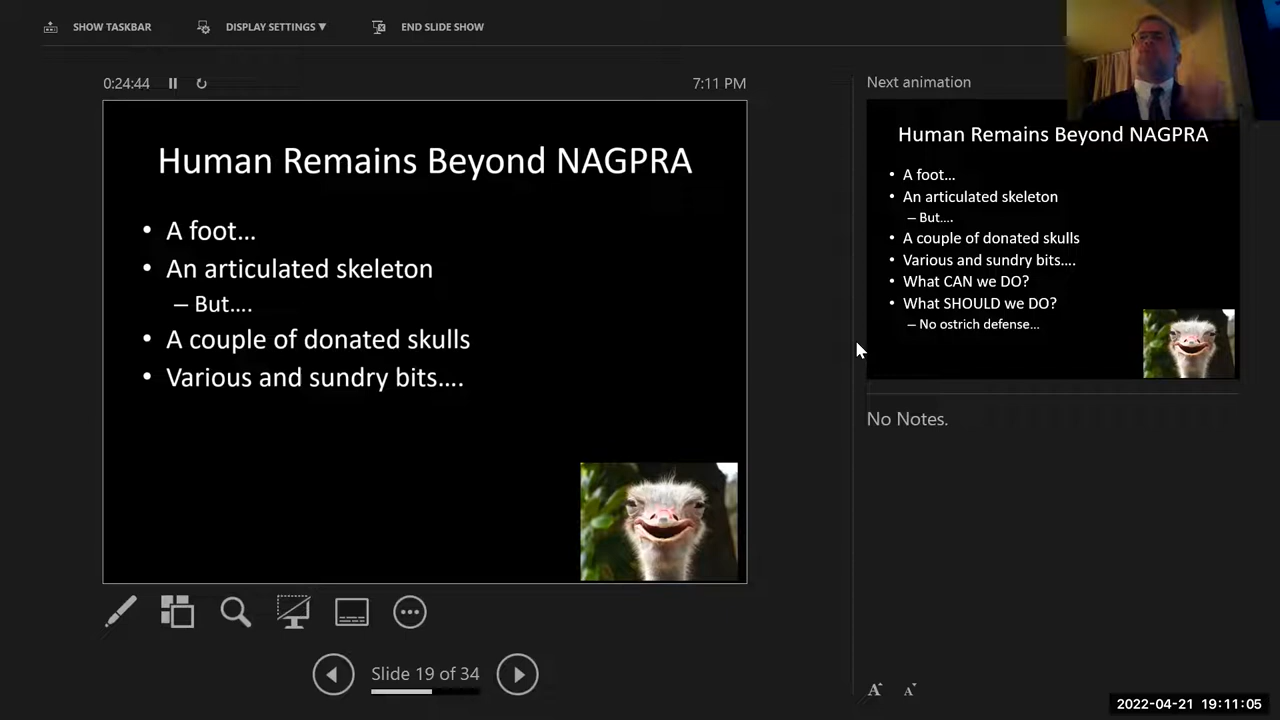 SHOW TASKBAR
DISPLAY SETTINGS ▼
END SLIDE SHOW
0:24:44
7:11 PM
Human Remains Beyond NAGPRA
• A foot…
• An articulated skeleton
– But….
• A couple of donated skulls
• Various and sundry bits….
Slide 19 of 34
Next animation
Human Remains Beyond NAGPRA
• A foot…
• An articulated skeleton
– But….
• A couple of donated skulls
• Various and sundry bits….
• What CAN we DO?
• What SHOULD we DO?
– No ostrich defense…
No Notes.
A A
2022-04-21 19:11:05